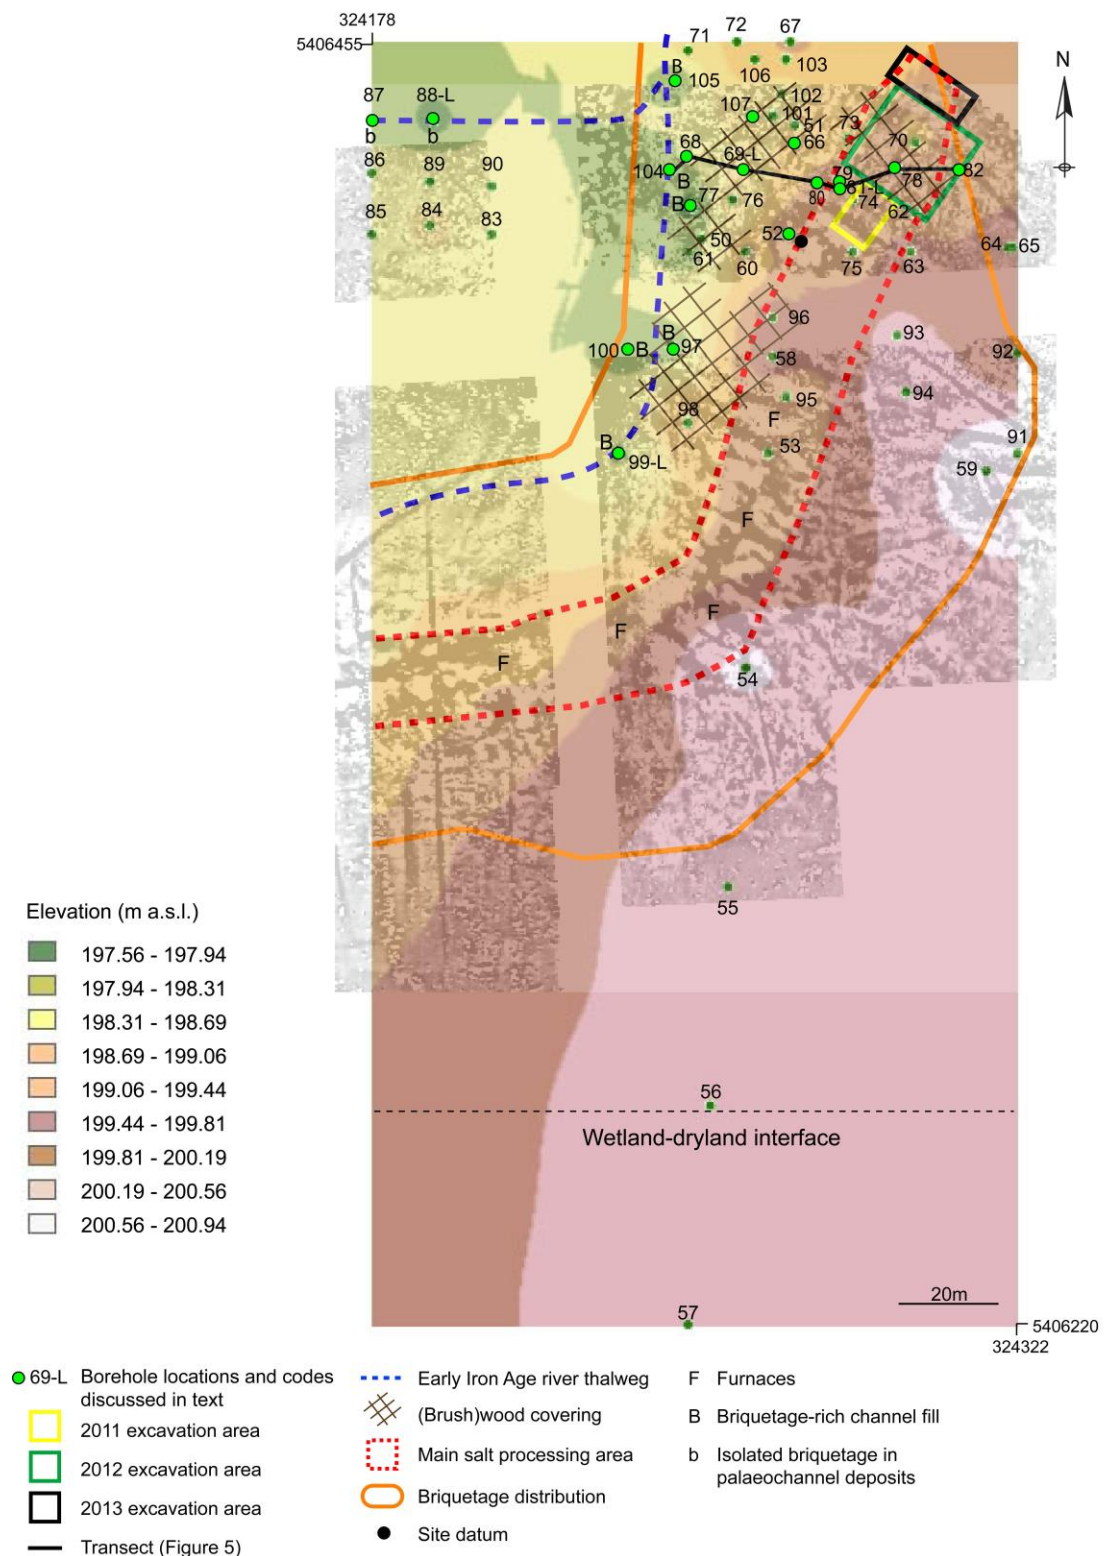 324178
5406455
N
71
72
67
B
105
106
103
87
88-L
b
b
107
102
101
51
73
70
66
86
89
90
68
69-L
104
B
79
80
81-L
78
82
74
62
85
84
83
B
77
76
50
61
60
52
75
63
64
65
96
93
100
B
B
97
58
92
98
95
94
F
B
99-L
53
91
59
F
F
F
F
54
55
56
Wetland-dryland interface
20m
57
5406220
324322
Elevation (m a.s.l.)
197.56 - 197.94
197.94 - 198.31
198.31 - 198.69
198.69 - 199.06
199.06 - 199.44
199.44 - 199.81
199.81 - 200.19
200.19 - 200.56
200.56 - 200.94
69-L Borehole locations and codes
discussed in text
2011 excavation area
2012 excavation area
2013 excavation area
Transect (Figure 5)
Early Iron Age river thalweg
(Brush)wood covering
Main salt processing area
Briquetage distribution
Site datum
F Furnaces
B Briquetage-rich channel fill
b Isolated briquetage in
palaeochannel deposits